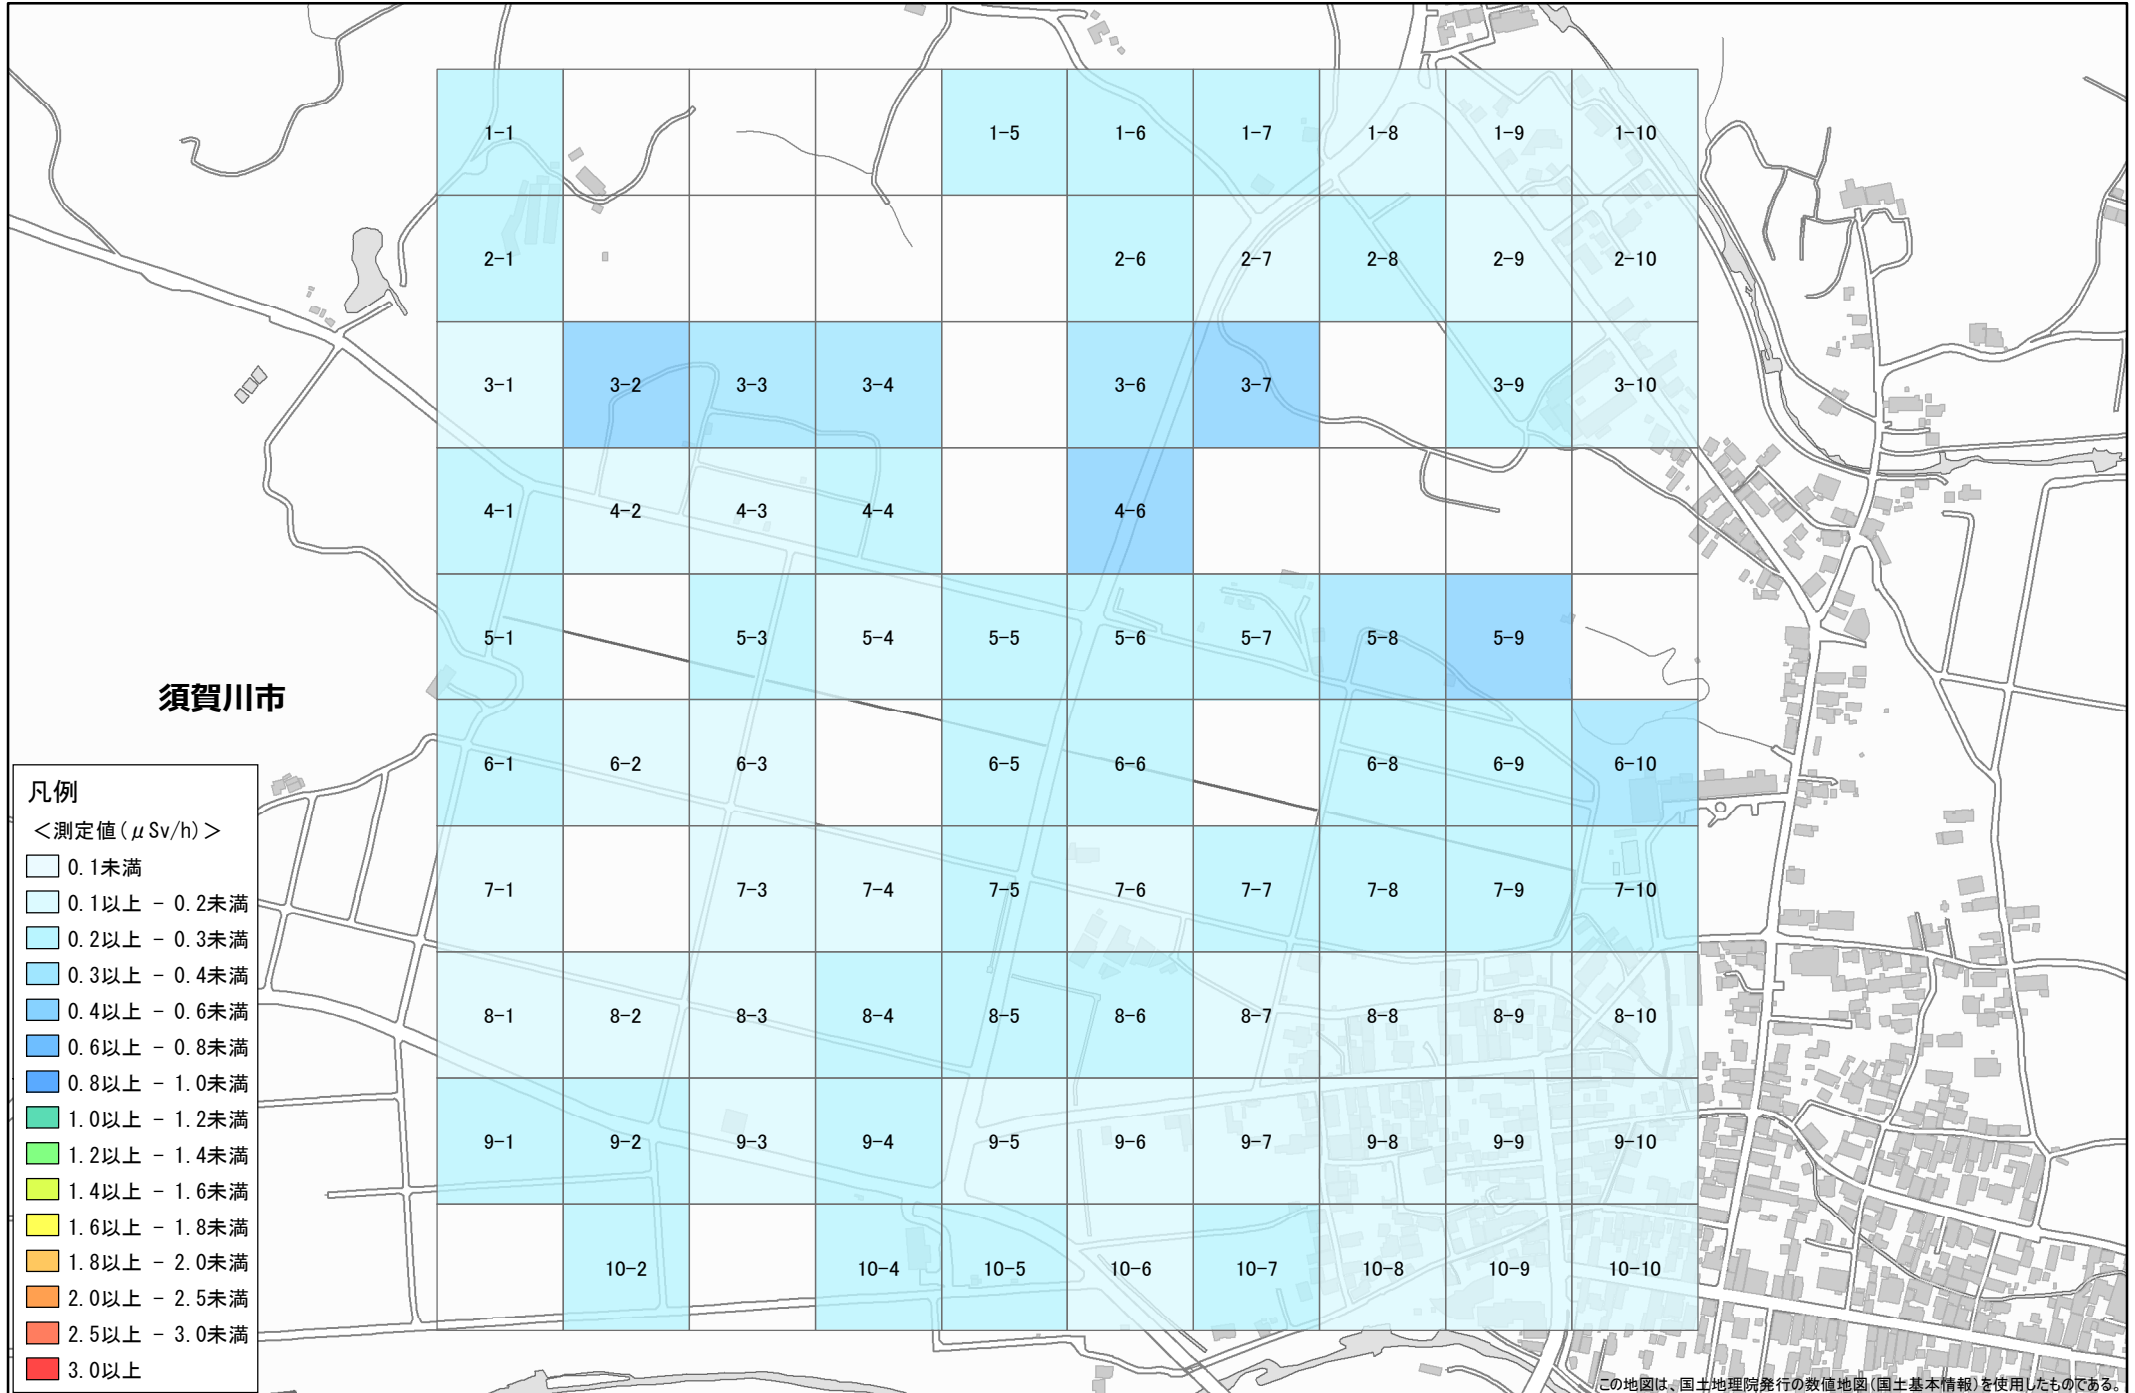 1-1 1-5 1-6 1-7 1-8 1-9 1-10
2-1 2-6 2-7 2-8 2-9 2-10
3-1 3-2 3-3 3-4 3-6 3-7 3-9 3-10
4-1 4-2 4-3 4-4 4-6
5-1 5-3 5-4 5-5 5-6 5-7 5-8 5-9
6-1 6-2 6-3 6-5 6-6 6-8 6-9 6-10
7-1 7-3 7-4 7-5 7-6 7-7 7-8 7-9 7-10
8-1 8-2 8-3 8-4 8-5 8-6 8-7 8-8 8-9 8-10
9-1 9-2 9-3 9-4 9-5 9-6 9-7 9-8 9-9 9-10
10-2 10-4 10-5 10-6 10-7 10-8 10-9 10-10
須賀川市
凡例
＜測定値(μSv/h)＞
0.1未満
0.1以上 － 0.2未満
0.2以上 － 0.3未満
0.3以上 － 0.4未満
0.4以上 － 0.6未満
0.6以上 － 0.8未満
0.8以上 － 1.0未満
1.0以上 － 1.2未満
1.2以上 － 1.4未満
1.4以上 － 1.6未満
1.6以上 － 1.8未満
1.8以上 － 2.0未満
2.0以上 － 2.5未満
2.5以上 － 3.0未満
3.0以上
この地図は、国土地理院発行の数値地図(国土基本情報)を使用したものである。